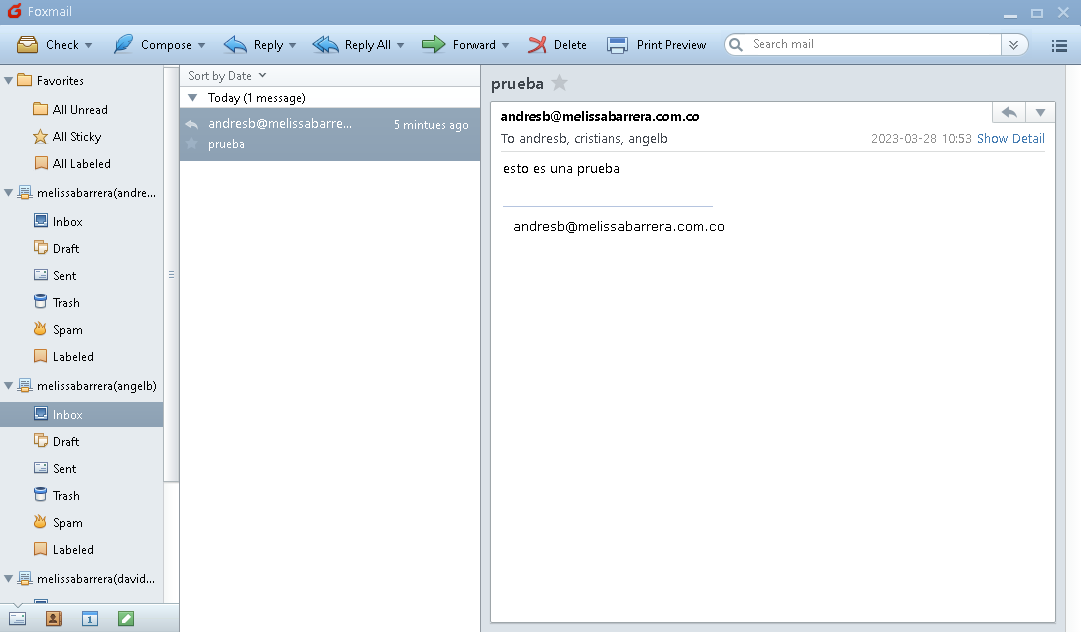 Foxmail
Check Compose Reply Reply All Forward Delete Print Preview Search mail
Favorites
All Unread
All Sticky
All Labeled
melissabarrera(andre...
Inbox
Draft
Sent
Trash
Spam
Labeled
melissabarrera(angelb)
Inbox
Draft
Sent
Trash
Spam
Labeled
melissabarrera(david...
1
Sort by Date
Today (1 message)
andresb@melissabarre... 5 mintues ago
prueba
prueba
andresb@melissabarrera.com.co
To andresb, cristians, angelb 2023-03-28 10:53 Show Detail
esto es una prueba
andresb@melissabarrera.com.co